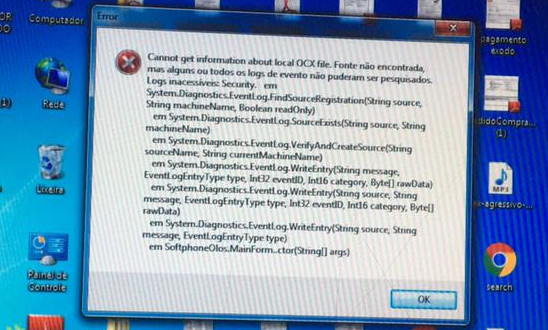 Error
Cannot get information about local OCX file. Fonte não encontrada,
mas alguns ou todos os logs de evento não puderam ser pesquisados.
Logs inacessíveis: Security. em
System.Diagnostics.EventLog.FindSourceRegistration(String source,
String machineName, Boolean readOnly)
em System.Diagnostics.EventLog.SourceExists(String source, String
machineName)
em System.Diagnostics.EventLog.VerifyAndCreateSource(String
sourceName, String currentMachineName)
em System.Diagnostics.EventLog.WriteEntry(String message,
EventLogEntryType type, Int32 eventID, Int16 category, Byte[] rawData)
em System.Diagnostics.EventLog.WriteEntry(String source, String
message, EventLogEntryType type, Int32 eventID, Int16 category, Byte[]
rawData)
em System.Diagnostics.EventLog.WriteEntry(String source, String
message, EventLogEntryType type)
em SoftphoneOlos.MainForm..ctor(String[] args)
OK
Computador
Rede
Lixeira
Painel de
Controle
pagamento
exodo
didoCompra...
(1)
MP3
x-agressivo-...
search
(1)